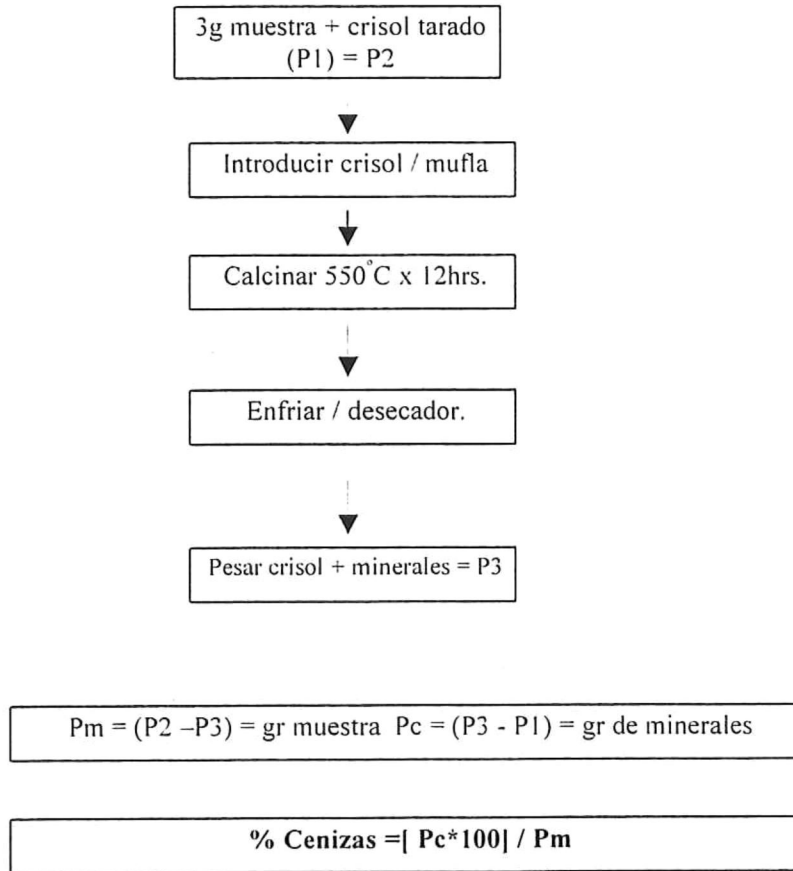 3g muestra + crisol tarado
(P1) = P2
Introducir crisol / mufla
Calcinar 550°C x 12hrs.
Enfriar / desecador.
Pesar crisol + minerales = P3
Pm = (P2 –P3) = gr muestra Pc = (P3 - P1) = gr de minerales
% Cenizas =[ Pc*100] / Pm